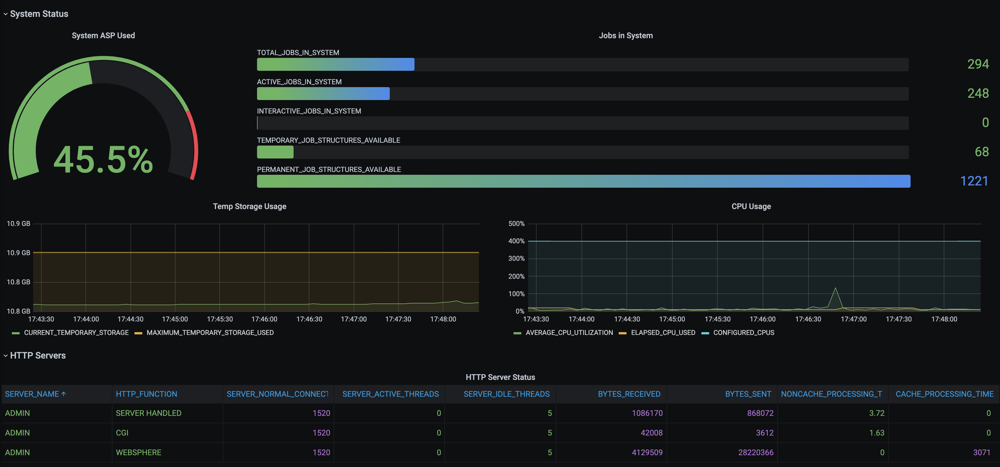 System Status
System ASP Used
45.5%
Jobs in System
TOTAL_JOBS_IN_SYSTEM
294
ACTIVE_JOBS_IN_SYSTEM
248
INTERACTIVE_JOBS_IN_SYSTEM
0
TEMPORARY_JOB_STRUCTURES_AVAILABLE
68
PERMANENT_JOB_STRUCTURES_AVAILABLE
1221
Temp Storage Usage
10.9 GB
10.9 GB
10.8 GB
10.8 GB
17:43:30 17:44:00 17:44:30 17:45:00 17:45:30 17:46:00 17:46:30 17:47:00 17:47:30 17:48:00
CURRENT_TEMPORARY_STORAGE MAXIMUM_TEMPORARY_STORAGE_USED
CPU Usage
500%
400%
300%
200%
100%
0%
17:43:30 17:44:00 17:44:30 17:45:00 17:45:30 17:46:00 17:46:30 17:47:00 17:47:30 17:48:00
AVERAGE_CPU_UTILIZATION ELAPSED_CPU_USED CONFIGURED_CPUS
HTTP Servers
HTTP Server Status
SERVER_NAME HTTP_FUNCTION SERVER_NORMAL_CONNECT SERVER_ACTIVE_THREADS SERVER_IDLE_THREADS BYTES_RECEIVED BYTES_SENT NONCACHE_PROCESSING_T CACHE_PROCESSING_TIME
ADMIN SERVER HANDLED 1520 0 5 1086170 868072 3.72 0
ADMIN CGI 1520 0 5 42008 3612 1.63 0
ADMIN WEBSPHERE 1520 0 5 4129509 28220366 0 3071